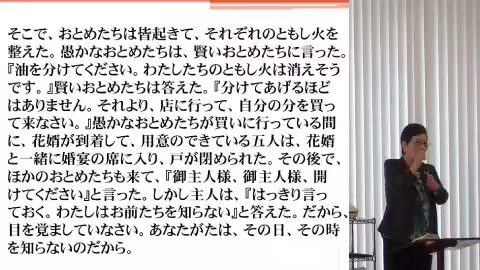 そこで、おとめたちは皆起きて、それぞれのともし火を
整えた。愚かなおとめたちは、賢いおとめたちに言った。
『油を分けてください。わたしたちのともし火は消えそう
です。』賢いおとめたちは答えた。『分けてあげるほど
はありません。それより、店に行って、自分の分を買っ
て来なさい。』愚かなおとめたちが買いに行っている間
に、花婿が到着して、用意のできている五人は、花婿
と一緒に婚宴の席に入り、戸が閉められた。その後で、
ほかのおとめたちも来て、『御主人様、御主人様、開
けてください』と言った。しかし主人は、『はっきり言っ
ておく。わたしはお前たちを知らない』と答えた。だから、
目を覚ましていなさい。あなたがたは、その日、その時
を知らないのだから。